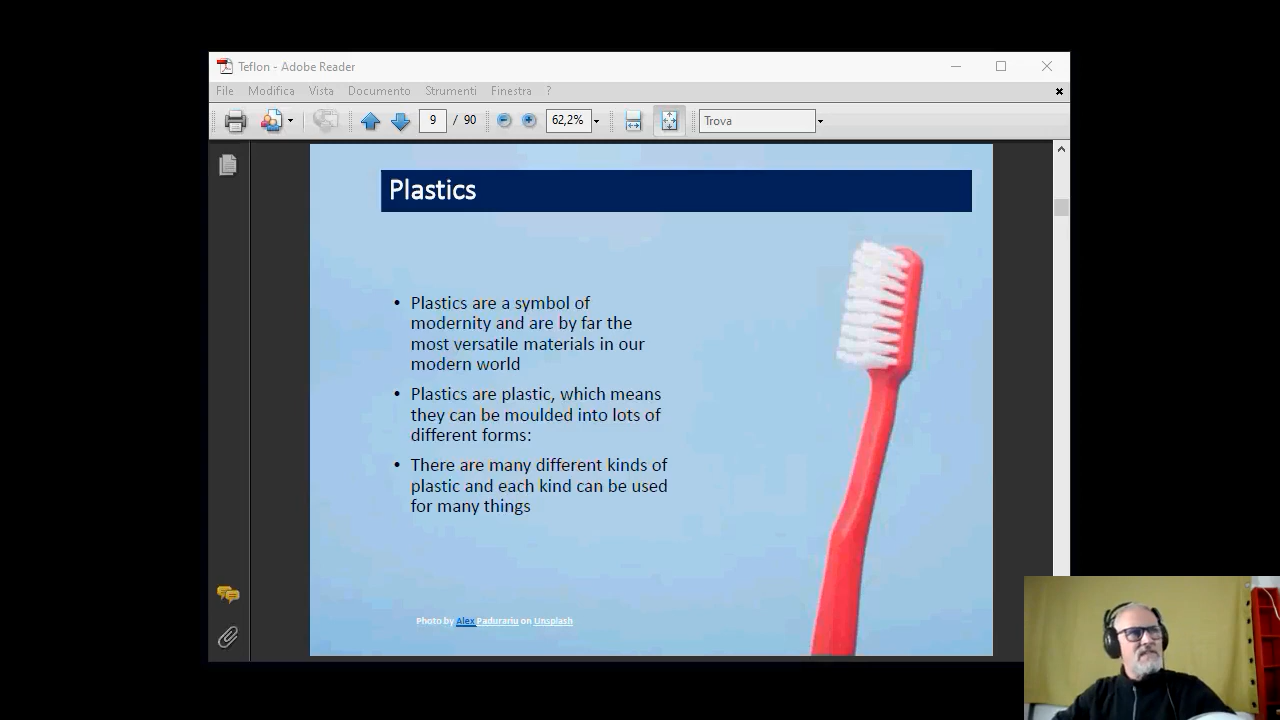 Teflon - Adobe Reader
File Modifica Vista Documento Strumenti Finestra ?
9 / 90 62,2% Trova
Plastics
• Plastics are a symbol of
modernity and are by far the
most versatile materials in our
modern world
• Plastics are plastic, which means
they can be moulded into lots of
different forms:
• There are many different kinds of
plastic and each kind can be used
for many things
Photo by Alex Padurariu on Unsplash